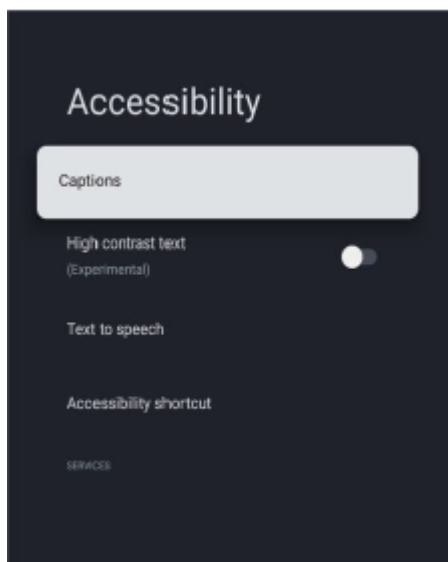 Accessibility
Captions
High contrast text
(Experimental)
Text to speech
Accessibility shortcut
SERVICES